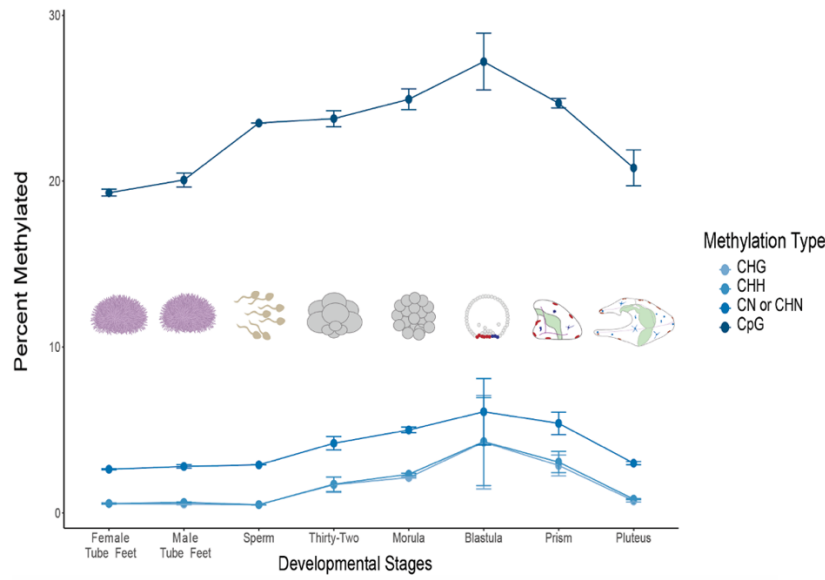 30
20
10
0
Percent Methylated
Female
Tube Feet
Male
Tube Feet
Sperm
Thirty-Two
Morula
Blastula
Prism
Pluteus
Developmental Stages
Methylation Type
CHG
CHH
CN or CHN
CpG